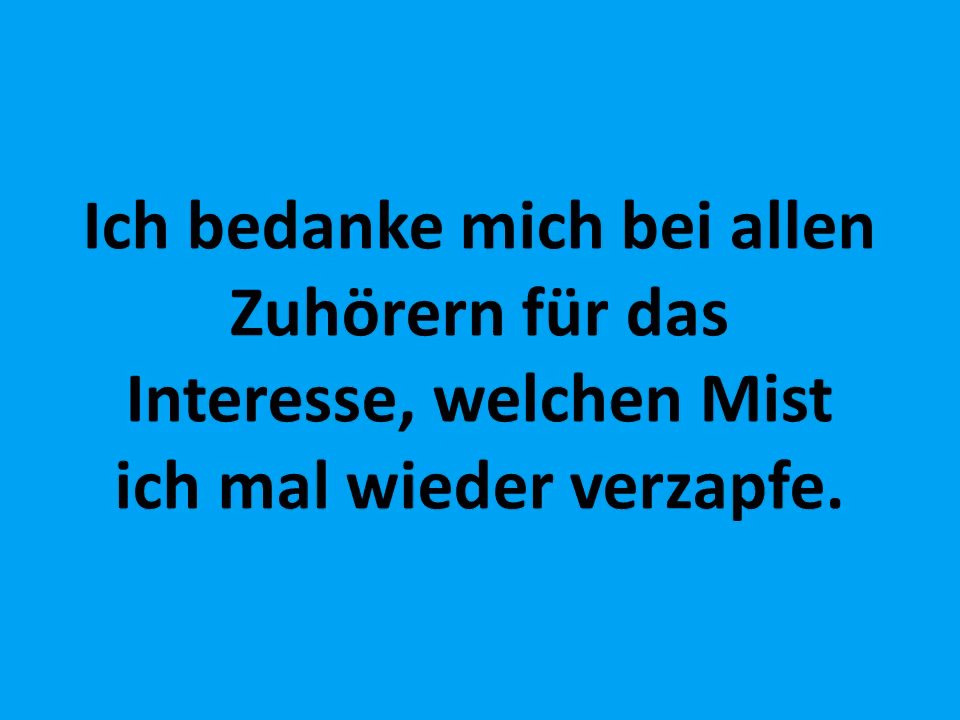 Ich bedanke mich bei allen
Zuhörern für das
Interesse, welchen Mist
ich mal wieder verzapfe.